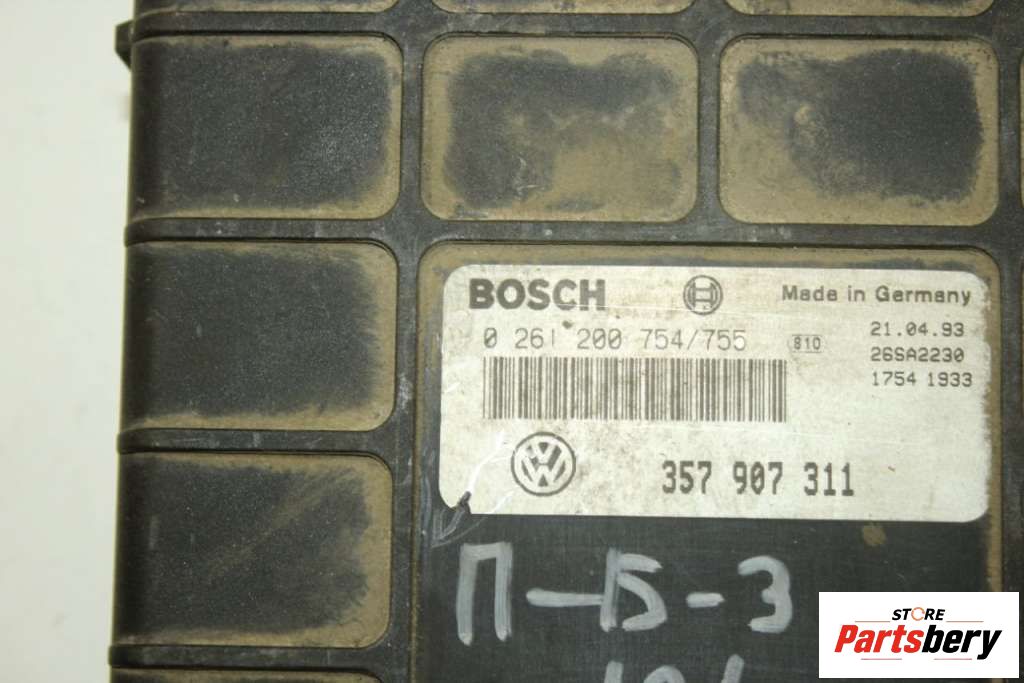 BOSCH
Made in Germany
0 261 200 754/755
810
21.04.93
26SA2230
1754 1933
VW
357 907 311
П-Б-3
STORE
Partsbery